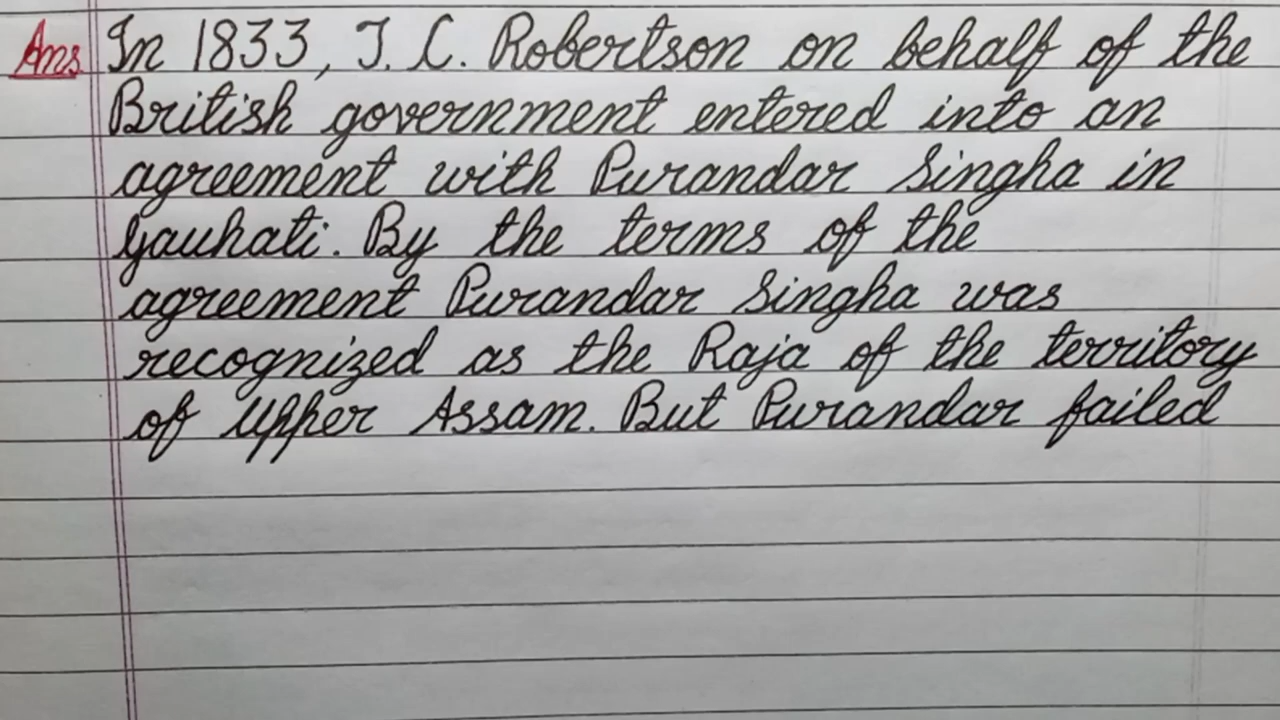 Ans In 1833, T. C. Robertson on behalf of the
British government entered into an
agreement with Purandar Singha in
Gauhati. By the terms of the
agreement Purandar Singha was
recognized as the Raja of the territory
of Upper Assam. But Purandar failed